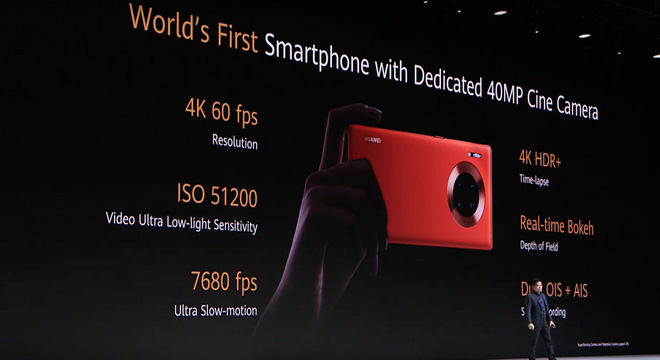 World's First Smartphone with Dedicated 40MP Cine Camera
4K 60 fps
Resolution
ISO 51200
Video Ultra Low-light Sensitivity
7680 fps
Ultra Slow-motion
HUAWEI
4K HDR+
Time-lapse
Real-time Bokeh
Depth of Field
OIS + AIS